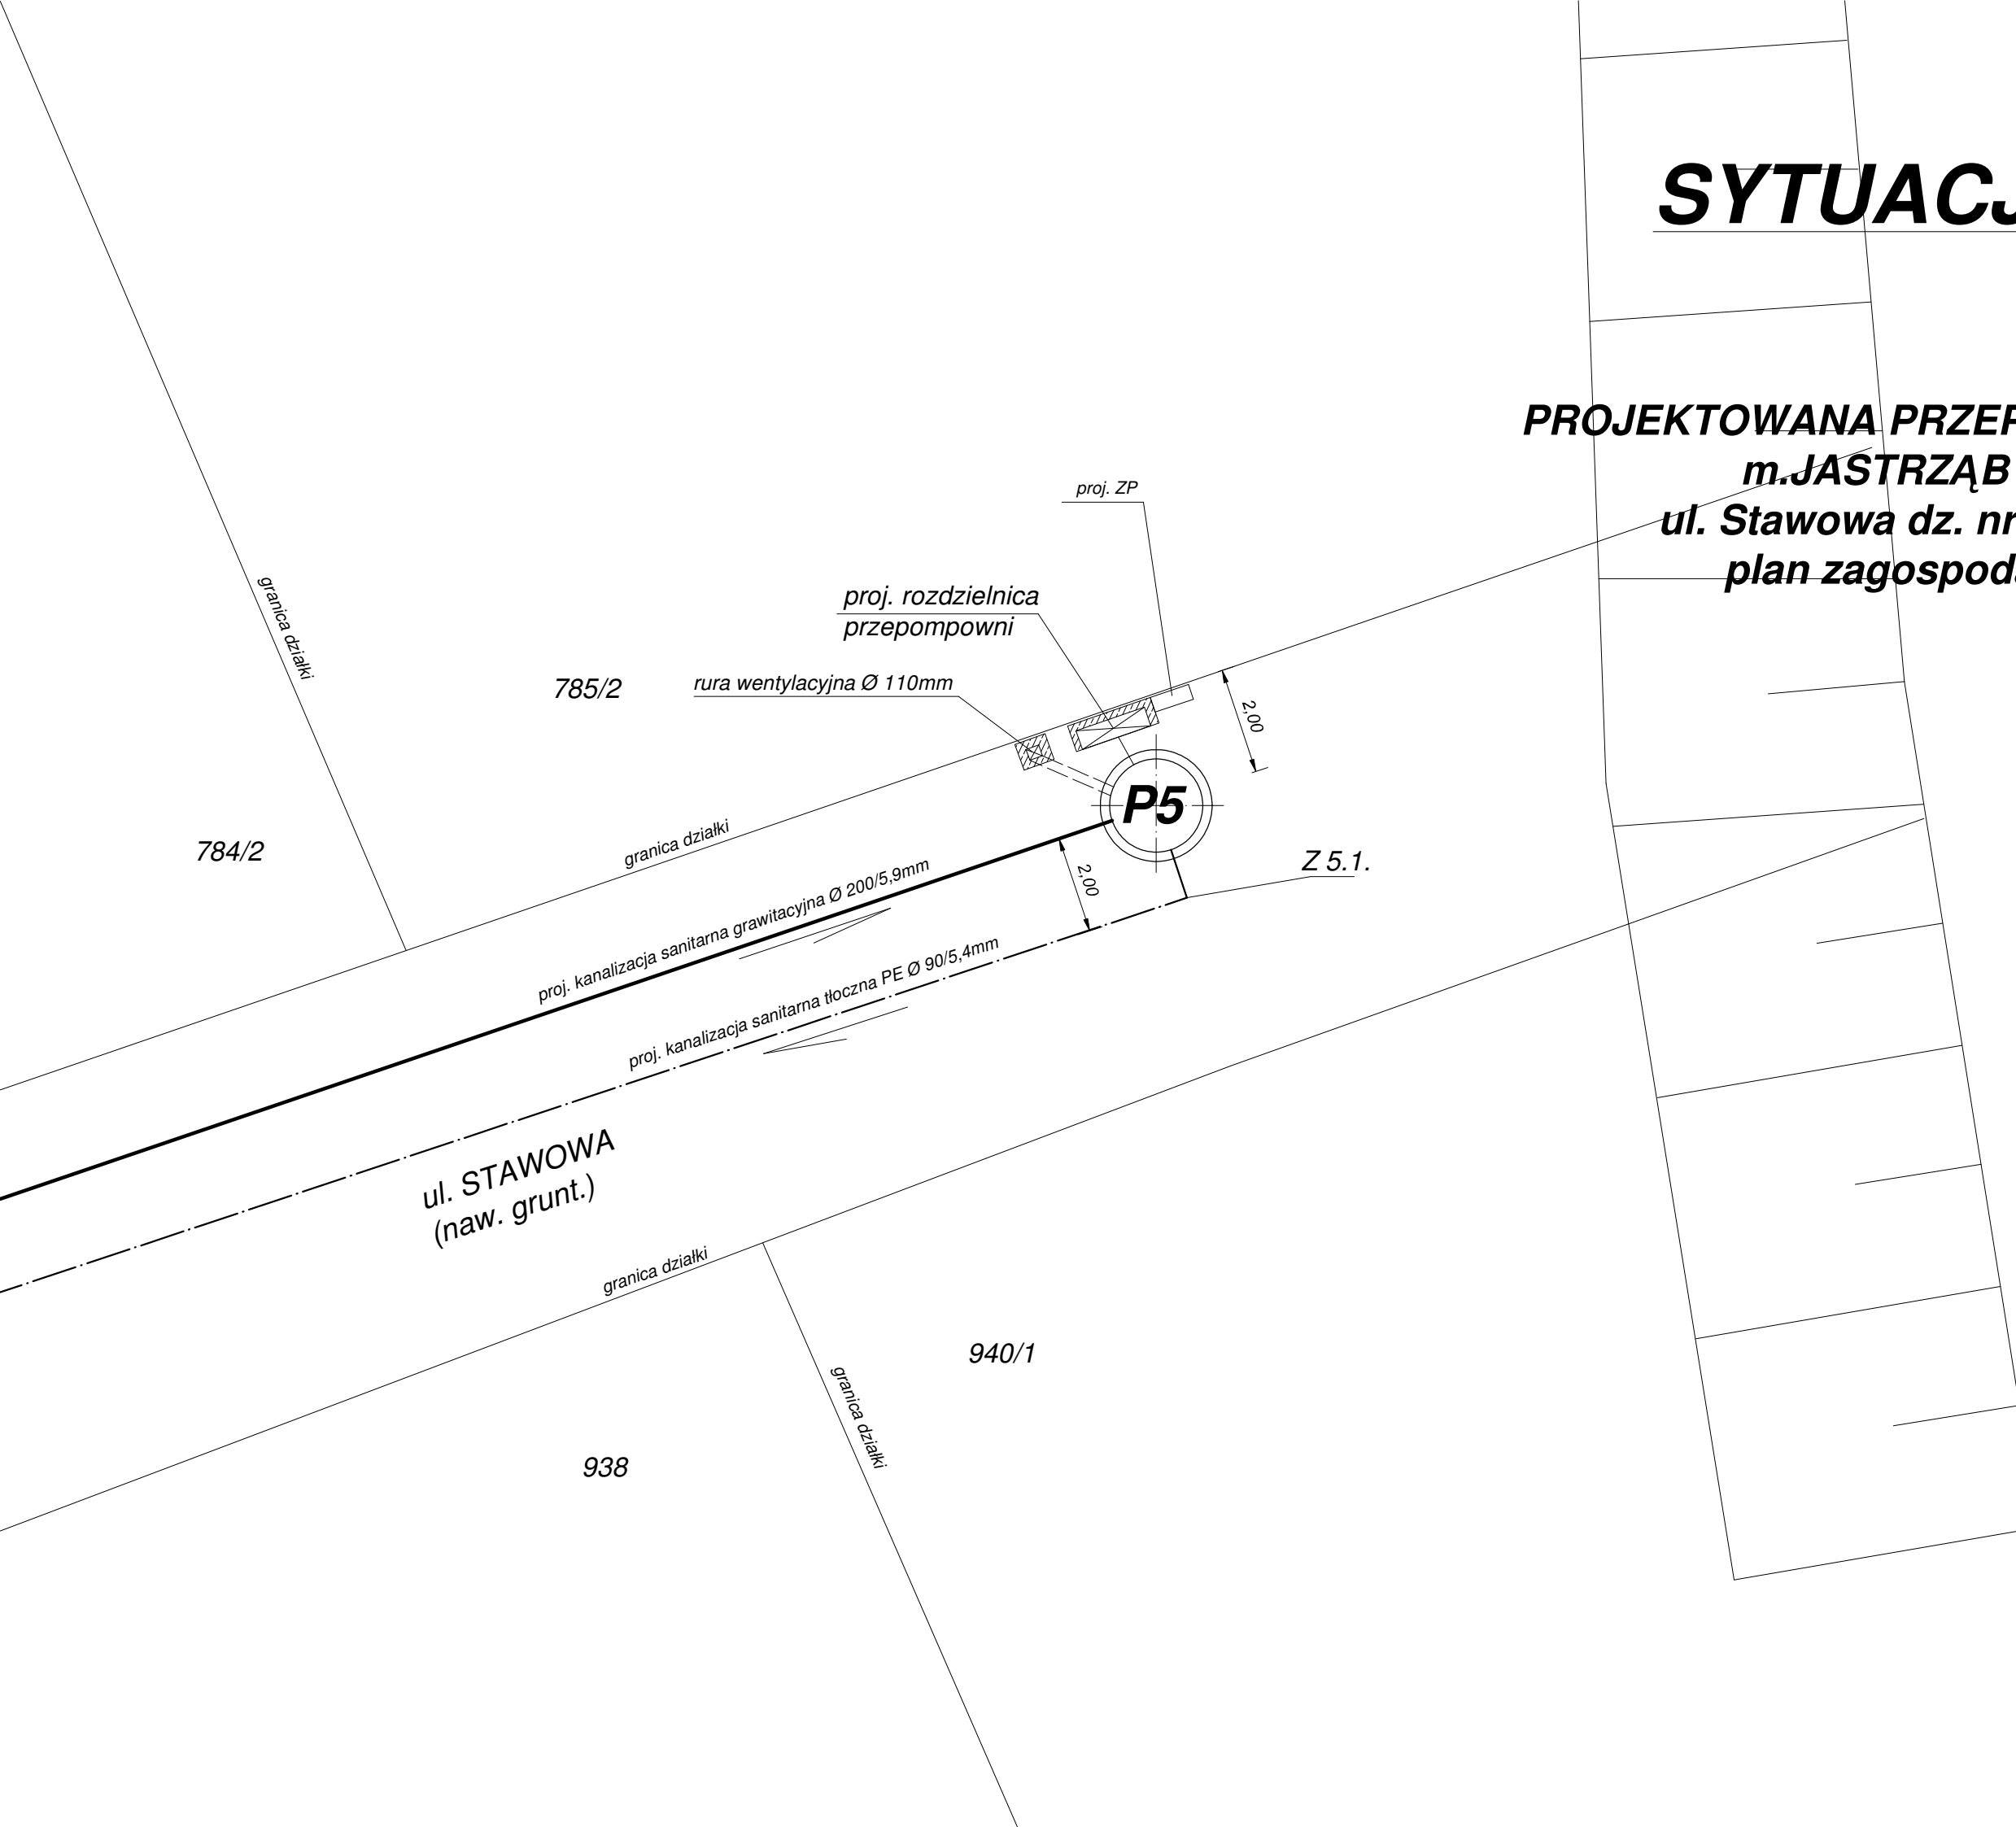 SYTUACJ
PROJEKTOWANA PRZEP
m.JASTRZĄB
ul. Stawowa dz. nr
plan zagospod
proj. ZP
proj. rozdzielnica
przepompowni
rura wentylacyjna Ø 110mm
granica działki
785/2
2,00
P5
784/2
granica działki
Z 5.1.
2,00
proj. kanalizacja sanitarna grawitacyjna Ø 200/5,9mm
proj. kanalizacja sanitarna tłoczna PE Ø 90/5,4mm
ul. STAWOWA
(naw. grunt.)
granica działki
940/1
granica działki
938